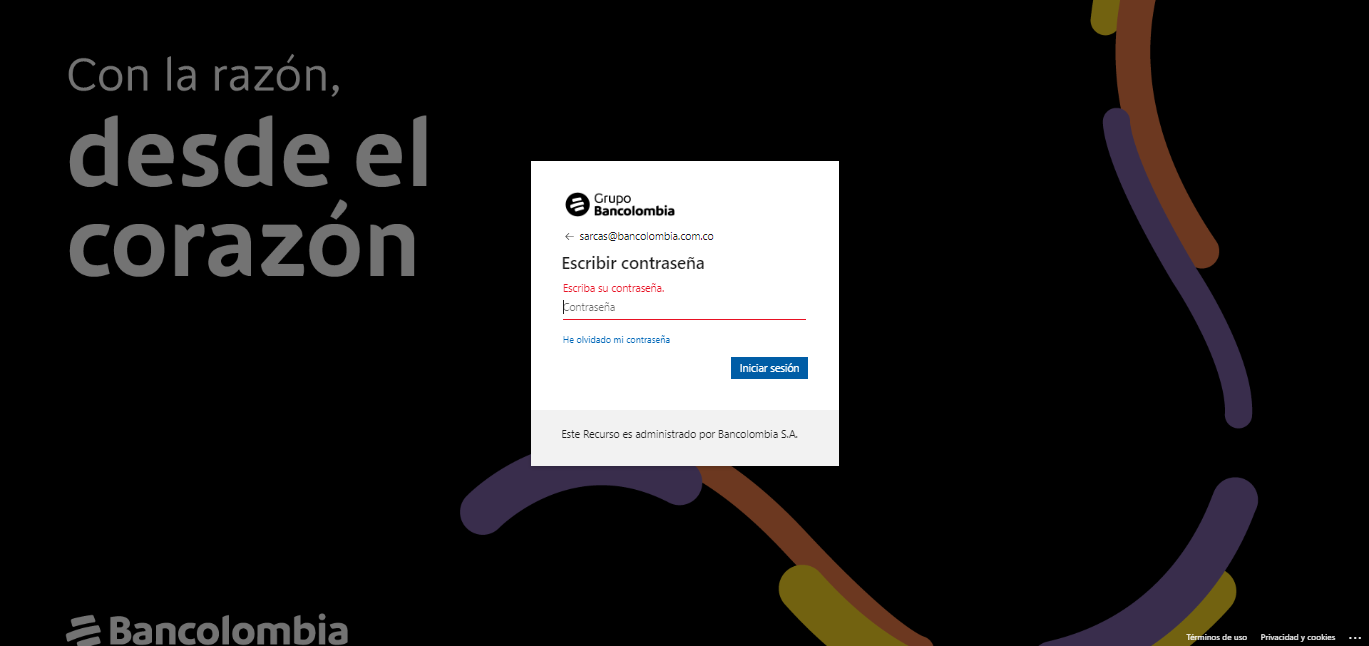 Con la razón,
desde el
corazón
Grupo
Bancolombia
← sarcas@bancolombia.com.co
Escribir contraseña
Escriba su contraseña.
Contraseña
He olvidado mi contraseña
Iniciar sesión
Este Recurso es administrado por Bancolombia S.A.
Bancolombia
Términos de uso Privacidad y cookies ...